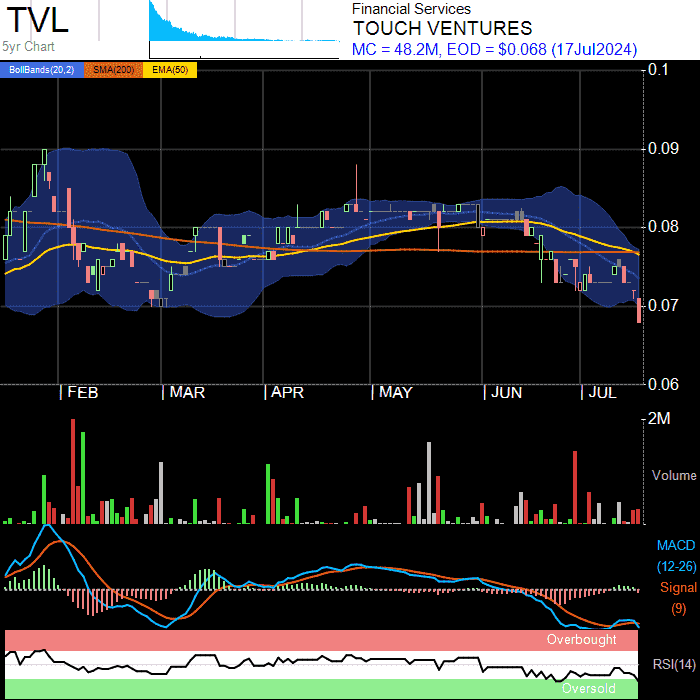 TVL
5yr Chart
Financial Services
TOUCH VENTURES
MC = 48.2M, EOD = $0.068 (17Jul2024)
BollBands(20,2) SMA(200) EMA(50)
0.1
0.09
0.08
0.07
0.06
FEB MAR APR MAY JUN JUL
2M
Volume
MACD
(12-26)
Signal
(9)
Overbought
RSI(14)
Oversold